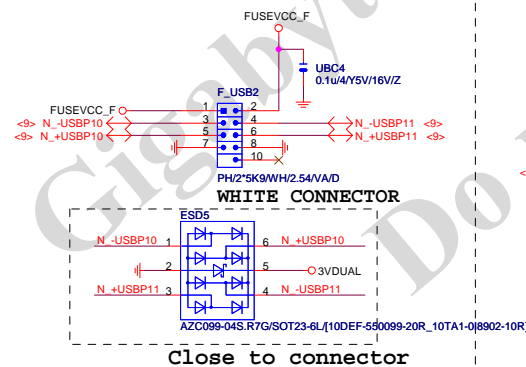 FUSEVCC_F
UBC4
0.1u/4/Y5V/16V/Z
F_USB2
FUSEVCC_F 1 2
<9> N_-USBP10 3 4 N_-USBP11 <9>
<9> N_+USBP10 5 6 N_+USBP11 <9>
7 8
10
PH/2*5K9/WH/2.54/VA/D
WHITE CONNECTOR
ESD5
N_-USBP10 1 6 N_+USBP10
2 5 3VDUAL
N_+USBP11 3 4 N_-USBP11
AZC099-04S.R7G/SOT23-6L/[10DEF-550099-20R_10TA1-08902-10R]
Close to connector
Gigabyte
Do